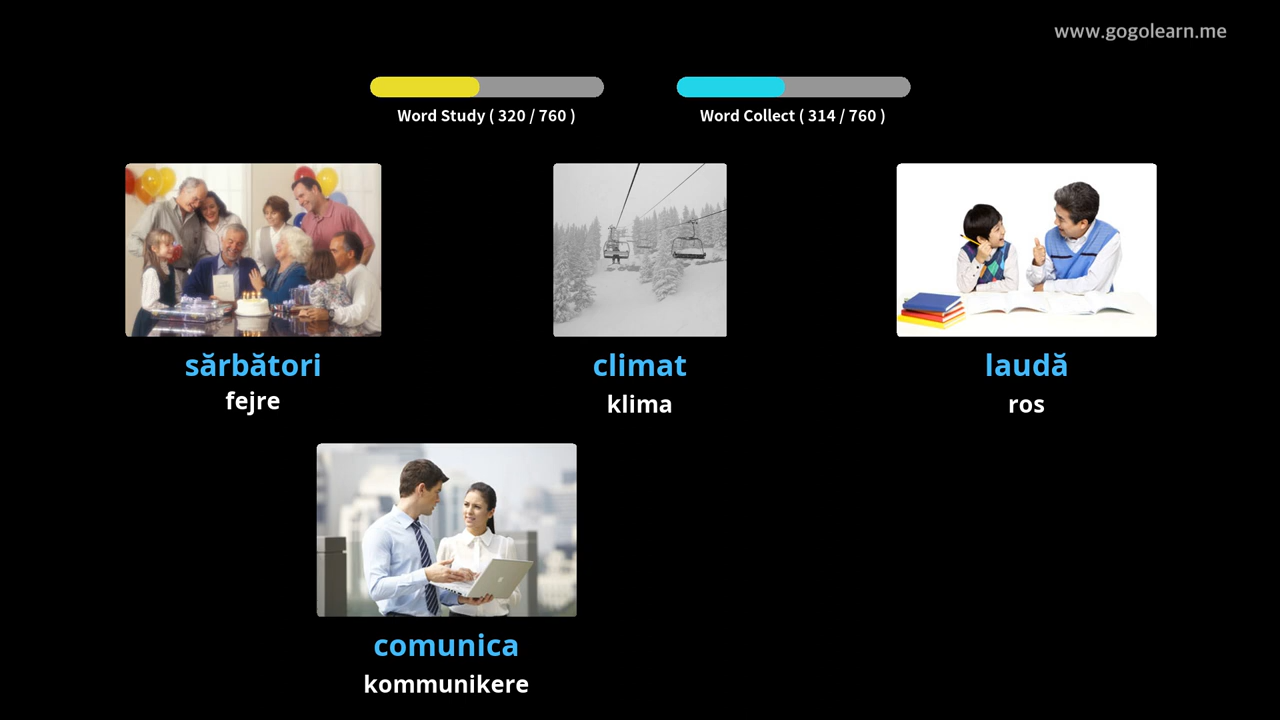 www.gogolearn.me
Word Study ( 320 / 760 )
Word Collect ( 314 / 760 )
sărbători
fejre
climat
klima
laudă
ros
comunica
kommunikere